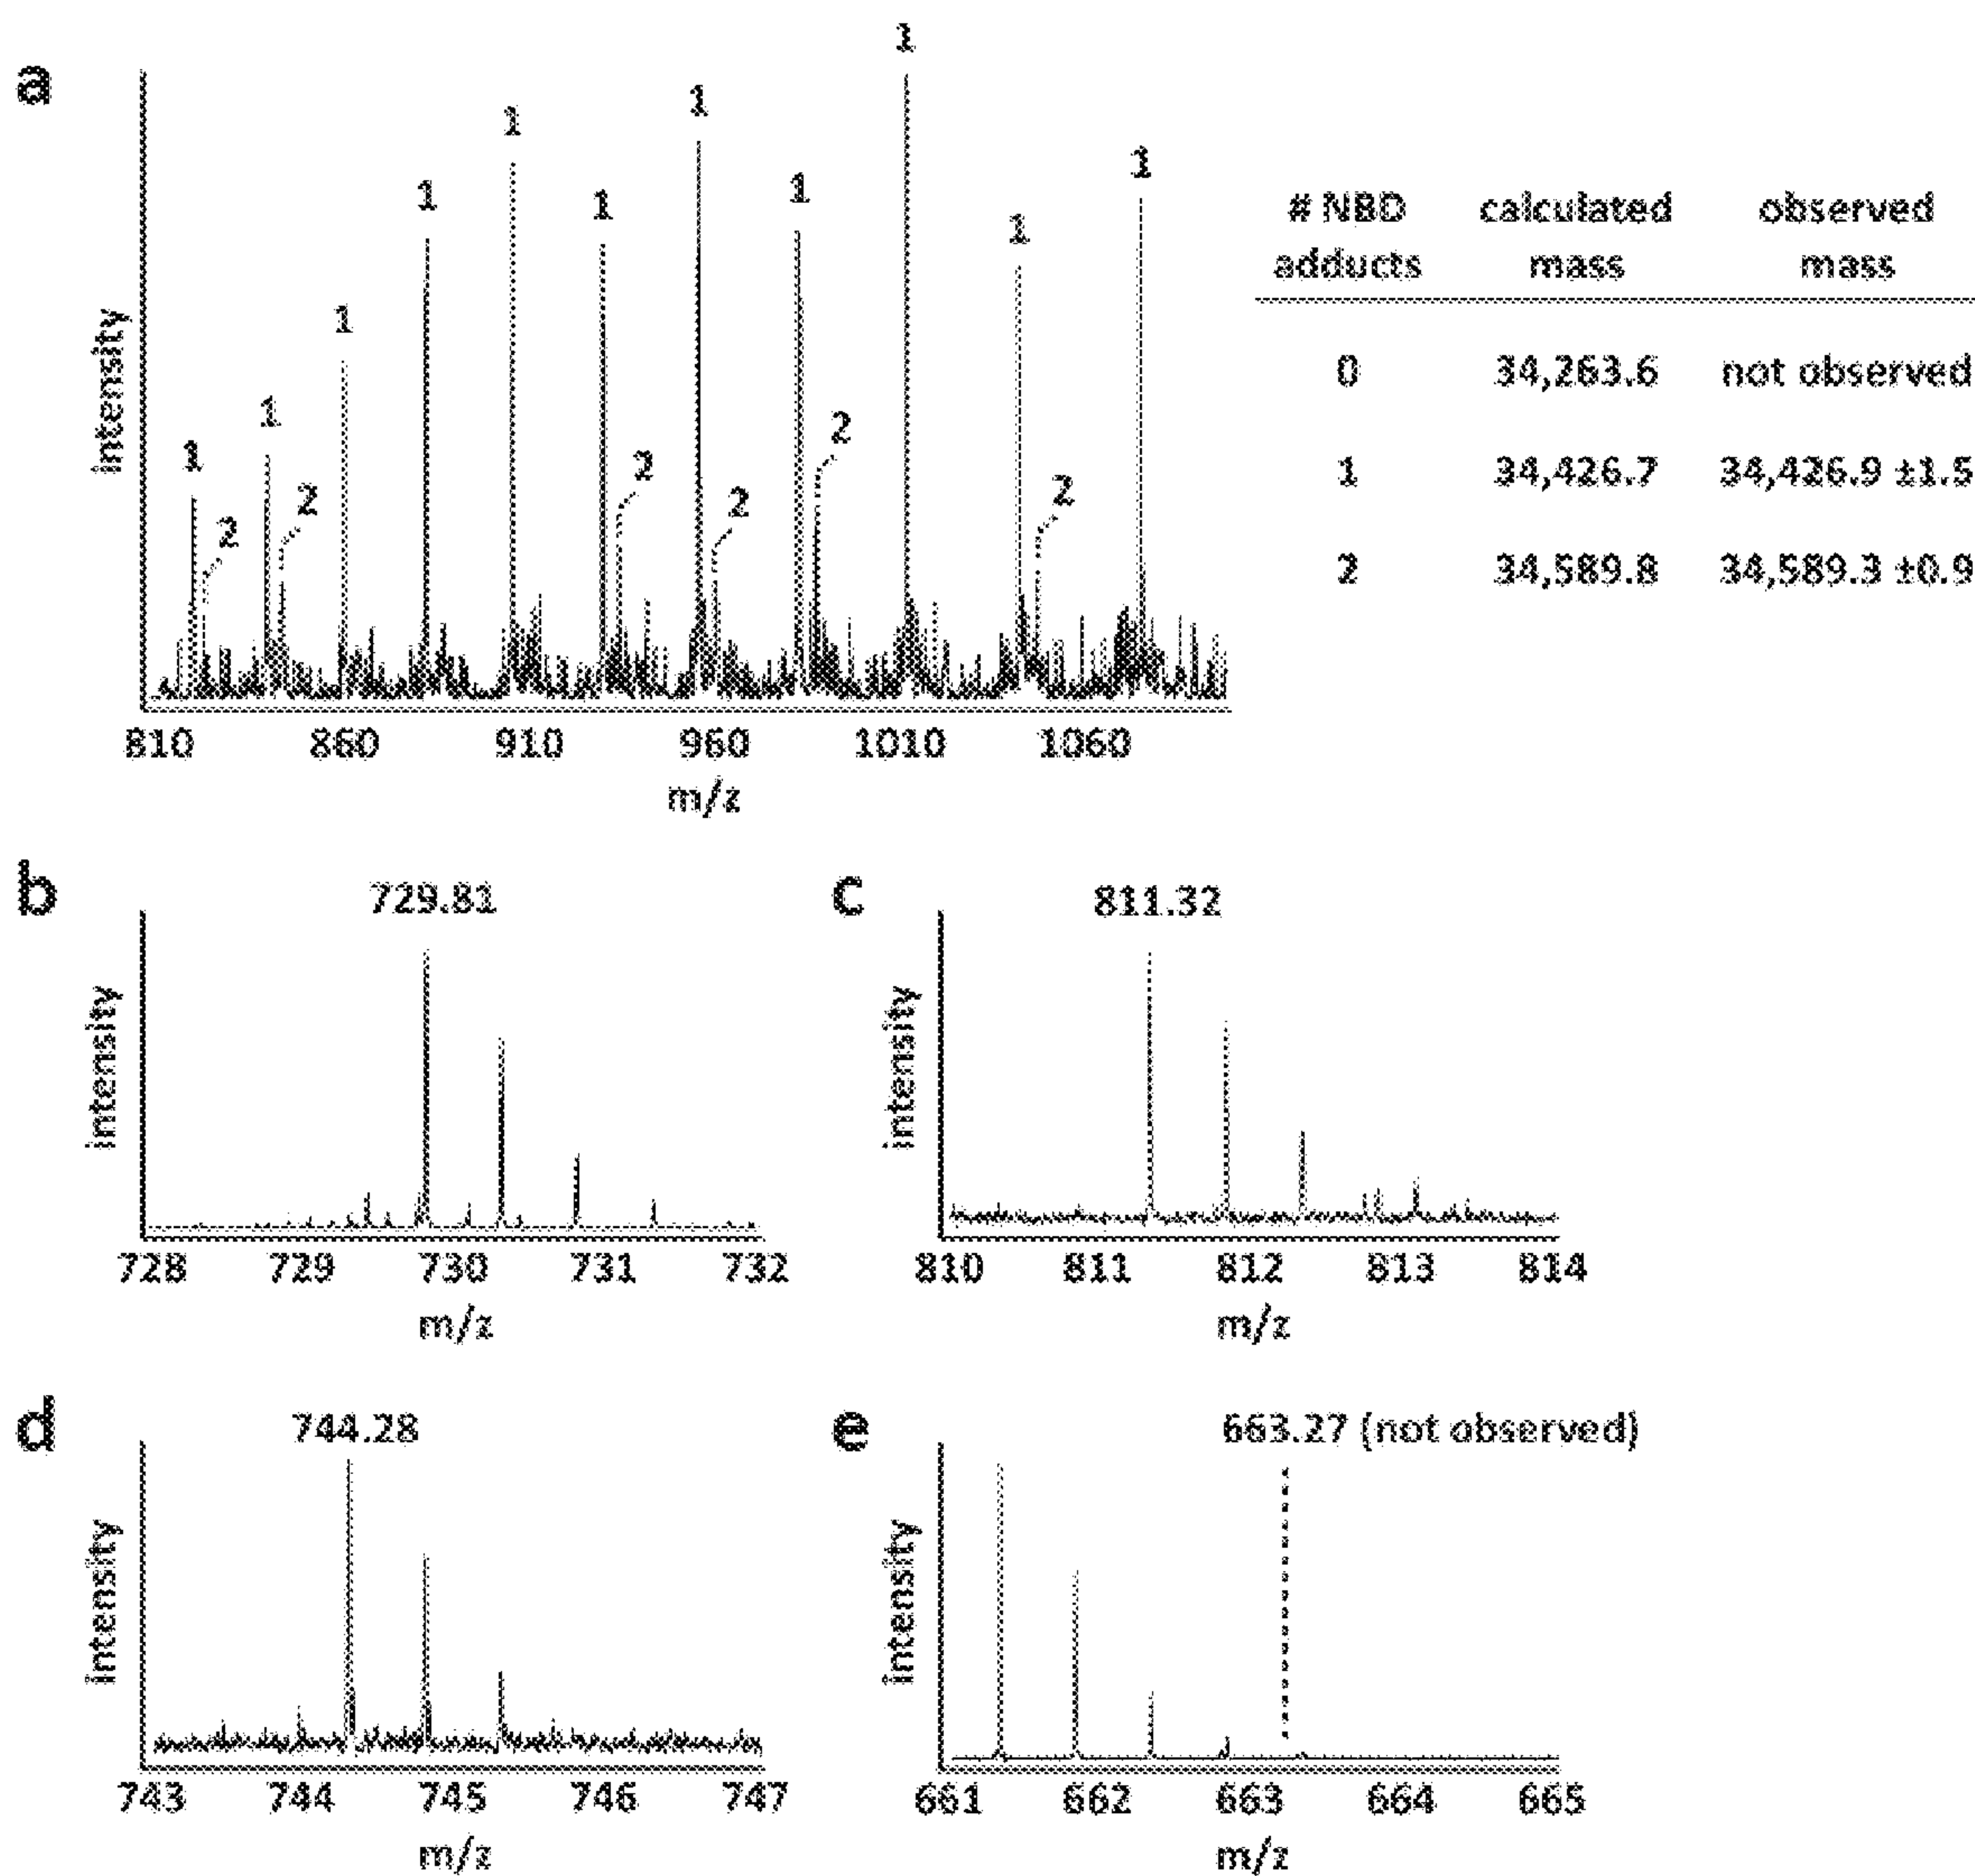 a
1
1
1
1
1
1
1
1
1
1
1
2
2
2
2
2
2
intensity
810 860 910 960 1010 1060
m/z
# NBD calculated observed
adducts mass mass
0 34,263.6 not observed
1 34,426.7 34,426.9 ±1.5
2 34,589.8 34,589.3 ±0.9
b
729.81
intensity
728 729 730 731 732
m/z
c
811.32
intensity
810 811 812 813 814
m/z
d
744.28
intensity
743 744 745 746 747
m/z
e
663.27 (not observed)
intensity
661 662 663 664 665
m/z